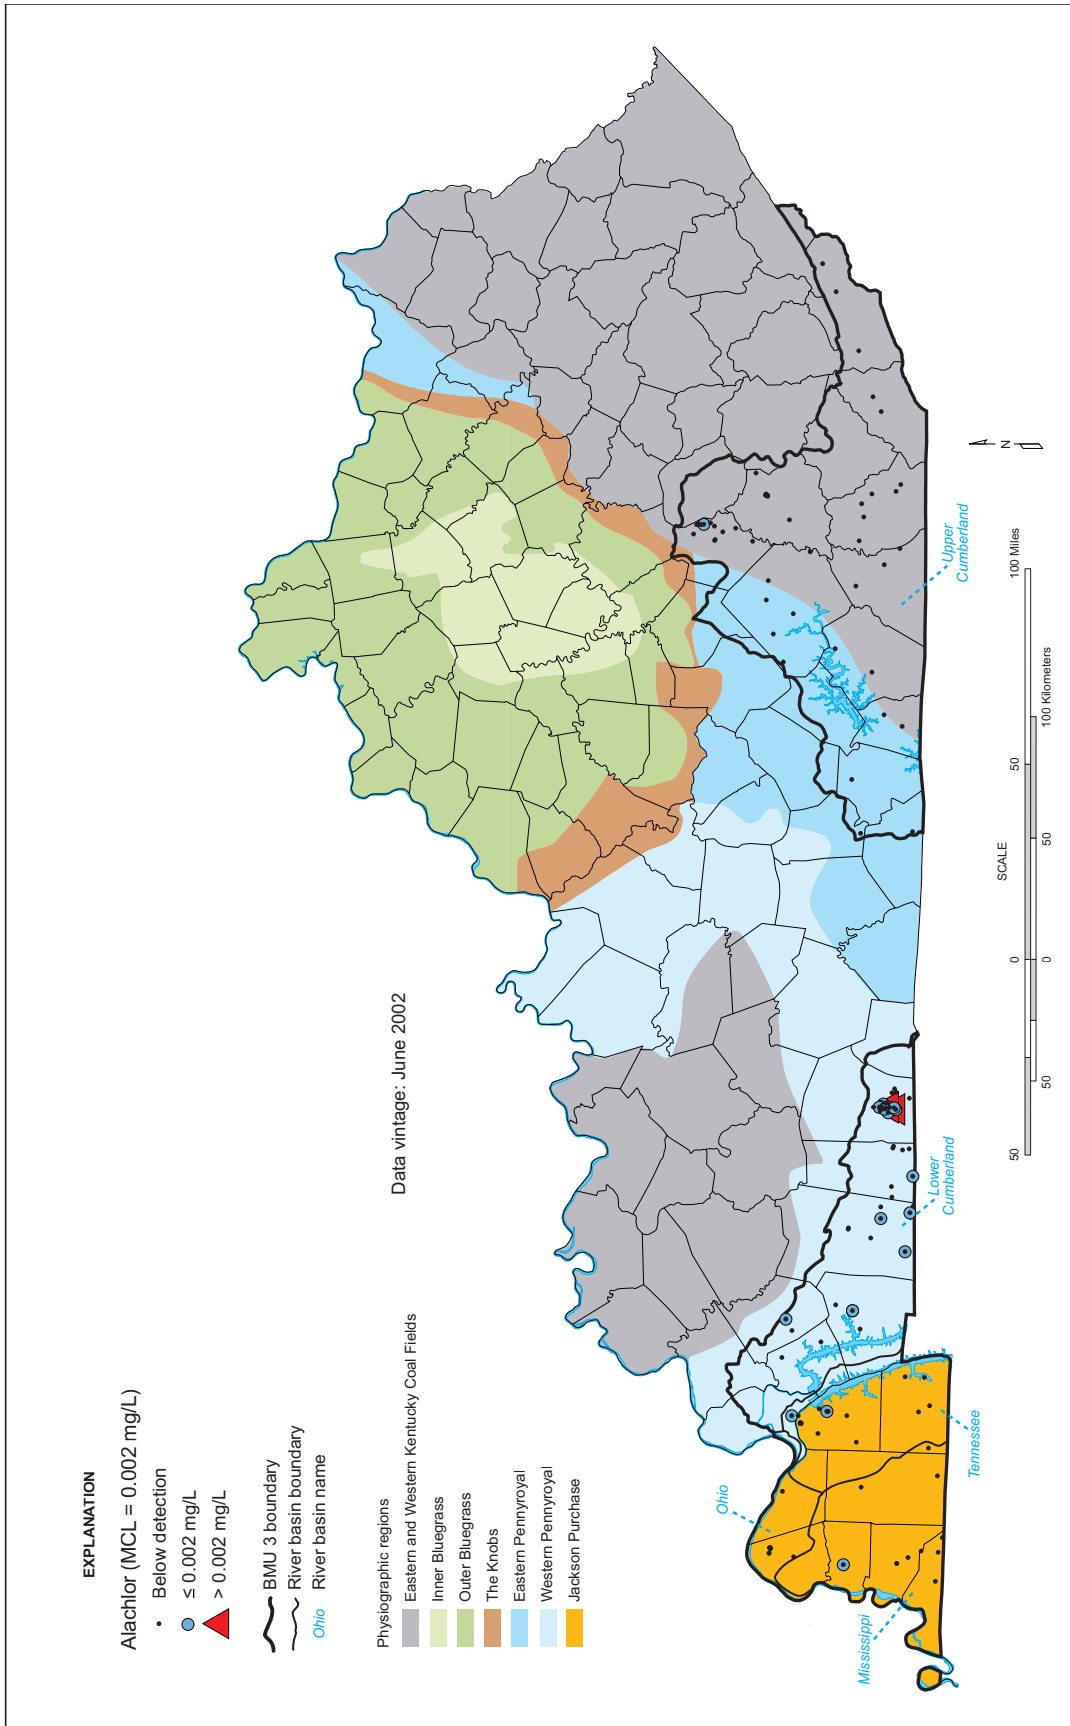 EXPLANATION
Alachlor (MCL = 0.002 mg/L)
Below detection
≤ 0.002 mg/L
> 0.002 mg/L
BMU 3 boundary
River basin boundary
Ohio River basin name
Physiographic regions
Eastern and Western Kentucky Coal Fields
Inner Bluegrass
Outer Bluegrass
The Knobs
Eastern Pennyroyal
Western Pennyroyal
Jackson Purchase
Data vintage: June 2002
Ohio
Mississippi
Tennessee
Lower
Cumberland
Upper
Cumberland
N
SCALE
50 0 50 100 Miles
50 0 50 100 Kilometers